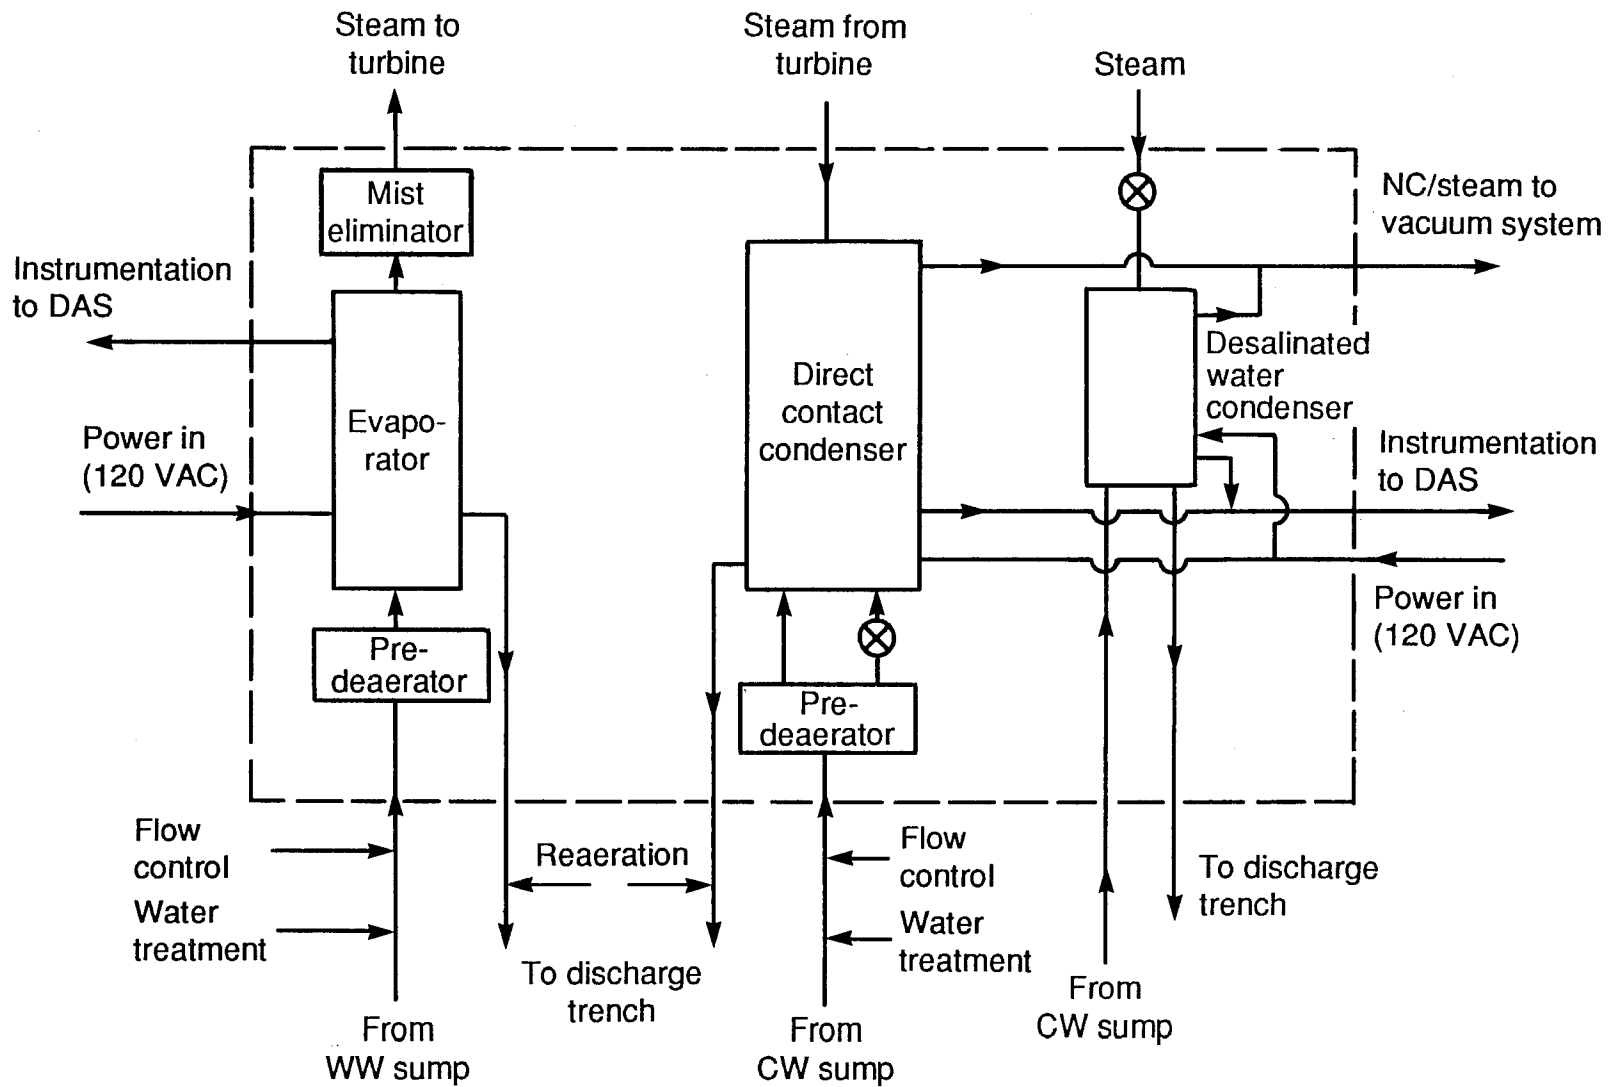 Steam to
turbine
Steam from
turbine
Steam
Mist
eliminator
NC/steam to
vacuum system
Instrumentation
to DAS
Desalinated
water
condenser
Direct
contact
condenser
Evapo-
rator
Power in
(120 VAC)
Instrumentation
to DAS
Power in
(120 VAC)
Pre-
deaerator
Pre-
deaerator
Flow
control
Water
treatment
Reaeration
Flow
control
Water
treatment
To discharge
trench
To discharge
trench
From
WW sump
From
CW sump
From
CW sump